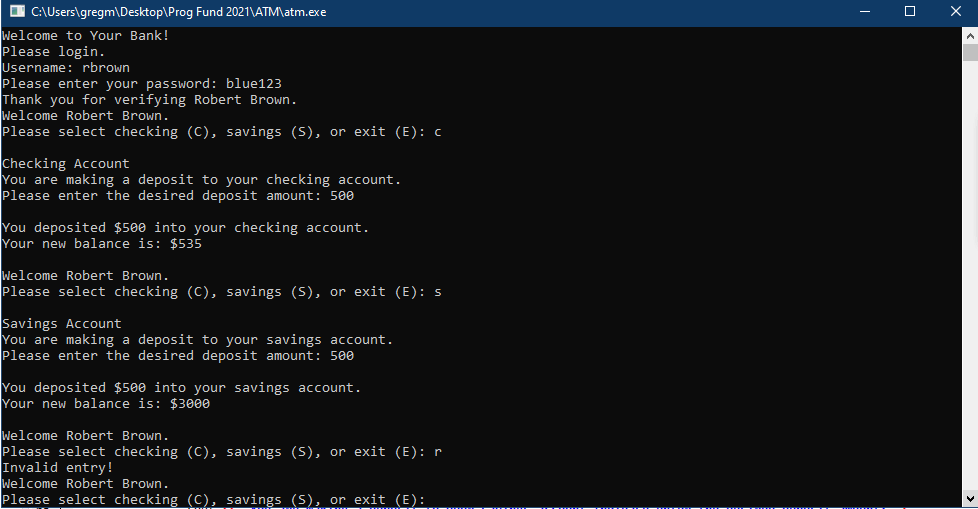 C:\Users\gregm\Desktop\Prog Fund 2021\ATM\atm.exe
Welcome to Your Bank!
Please login.
Username: rbrown
Please enter your password: blue123
Thank you for verifying Robert Brown.
Welcome Robert Brown.
Please select checking (C), savings (S), or exit (E): c
Checking Account
You are making a deposit to your checking account.
Please enter the desired deposit amount: 500
You deposited $500 into your checking account.
Your new balance is: $535
Welcome Robert Brown.
Please select checking (C), savings (S), or exit (E): s
Savings Account
You are making a deposit to your savings account.
Please enter the desired deposit amount: 500
You deposited $500 into your savings account.
Your new balance is: $3000
Welcome Robert Brown.
Please select checking (C), savings (S), or exit (E): r
Invalid entry!
Welcome Robert Brown.
Please select checking (C), savings (S), or exit (E):